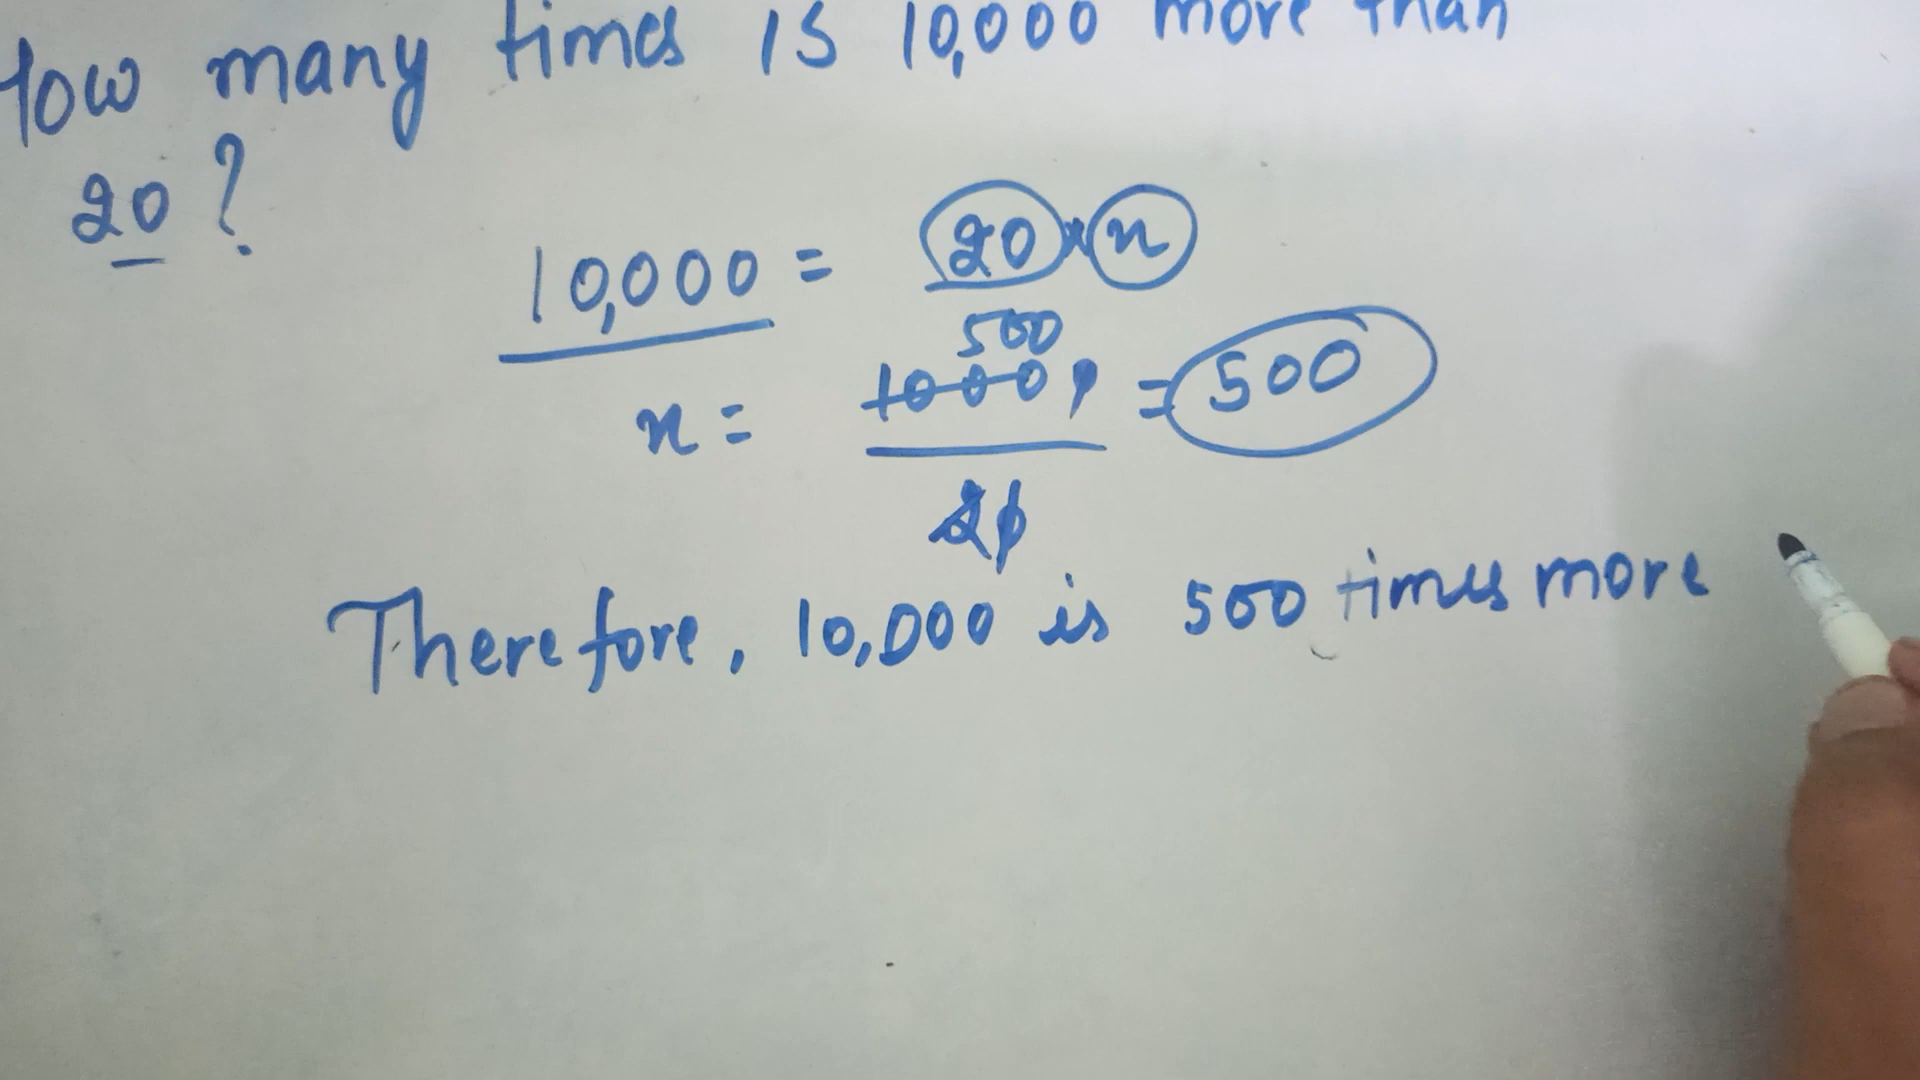 How many times is 10,000 more than
20?
10,000 = 20 × n
500
n = 10000 = 500
20
Therefore, 10,000 is 500 times more